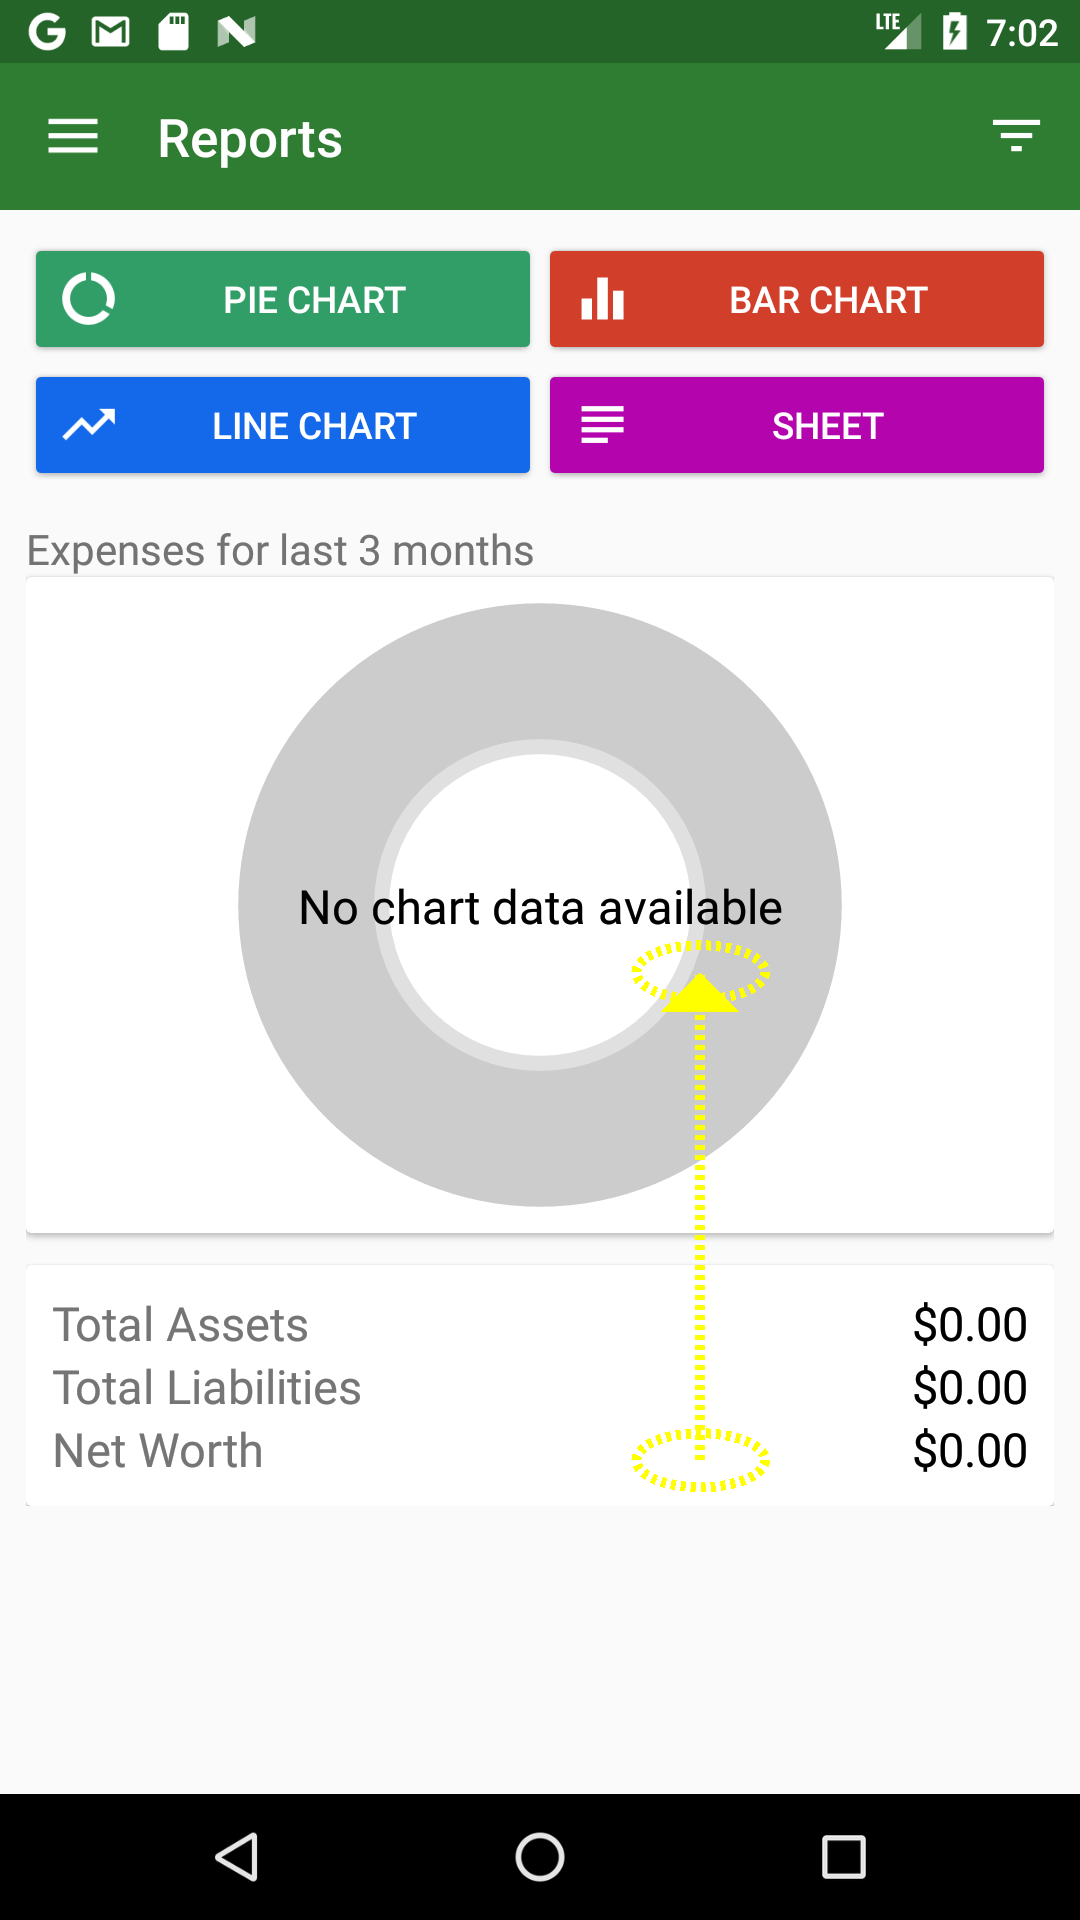 LTE 7:02
Reports
PIE CHART
BAR CHART
LINE CHART
SHEET
Expenses for last 3 months
No chart data available
Total Assets $0.00
Total Liabilities $0.00
Net Worth $0.00